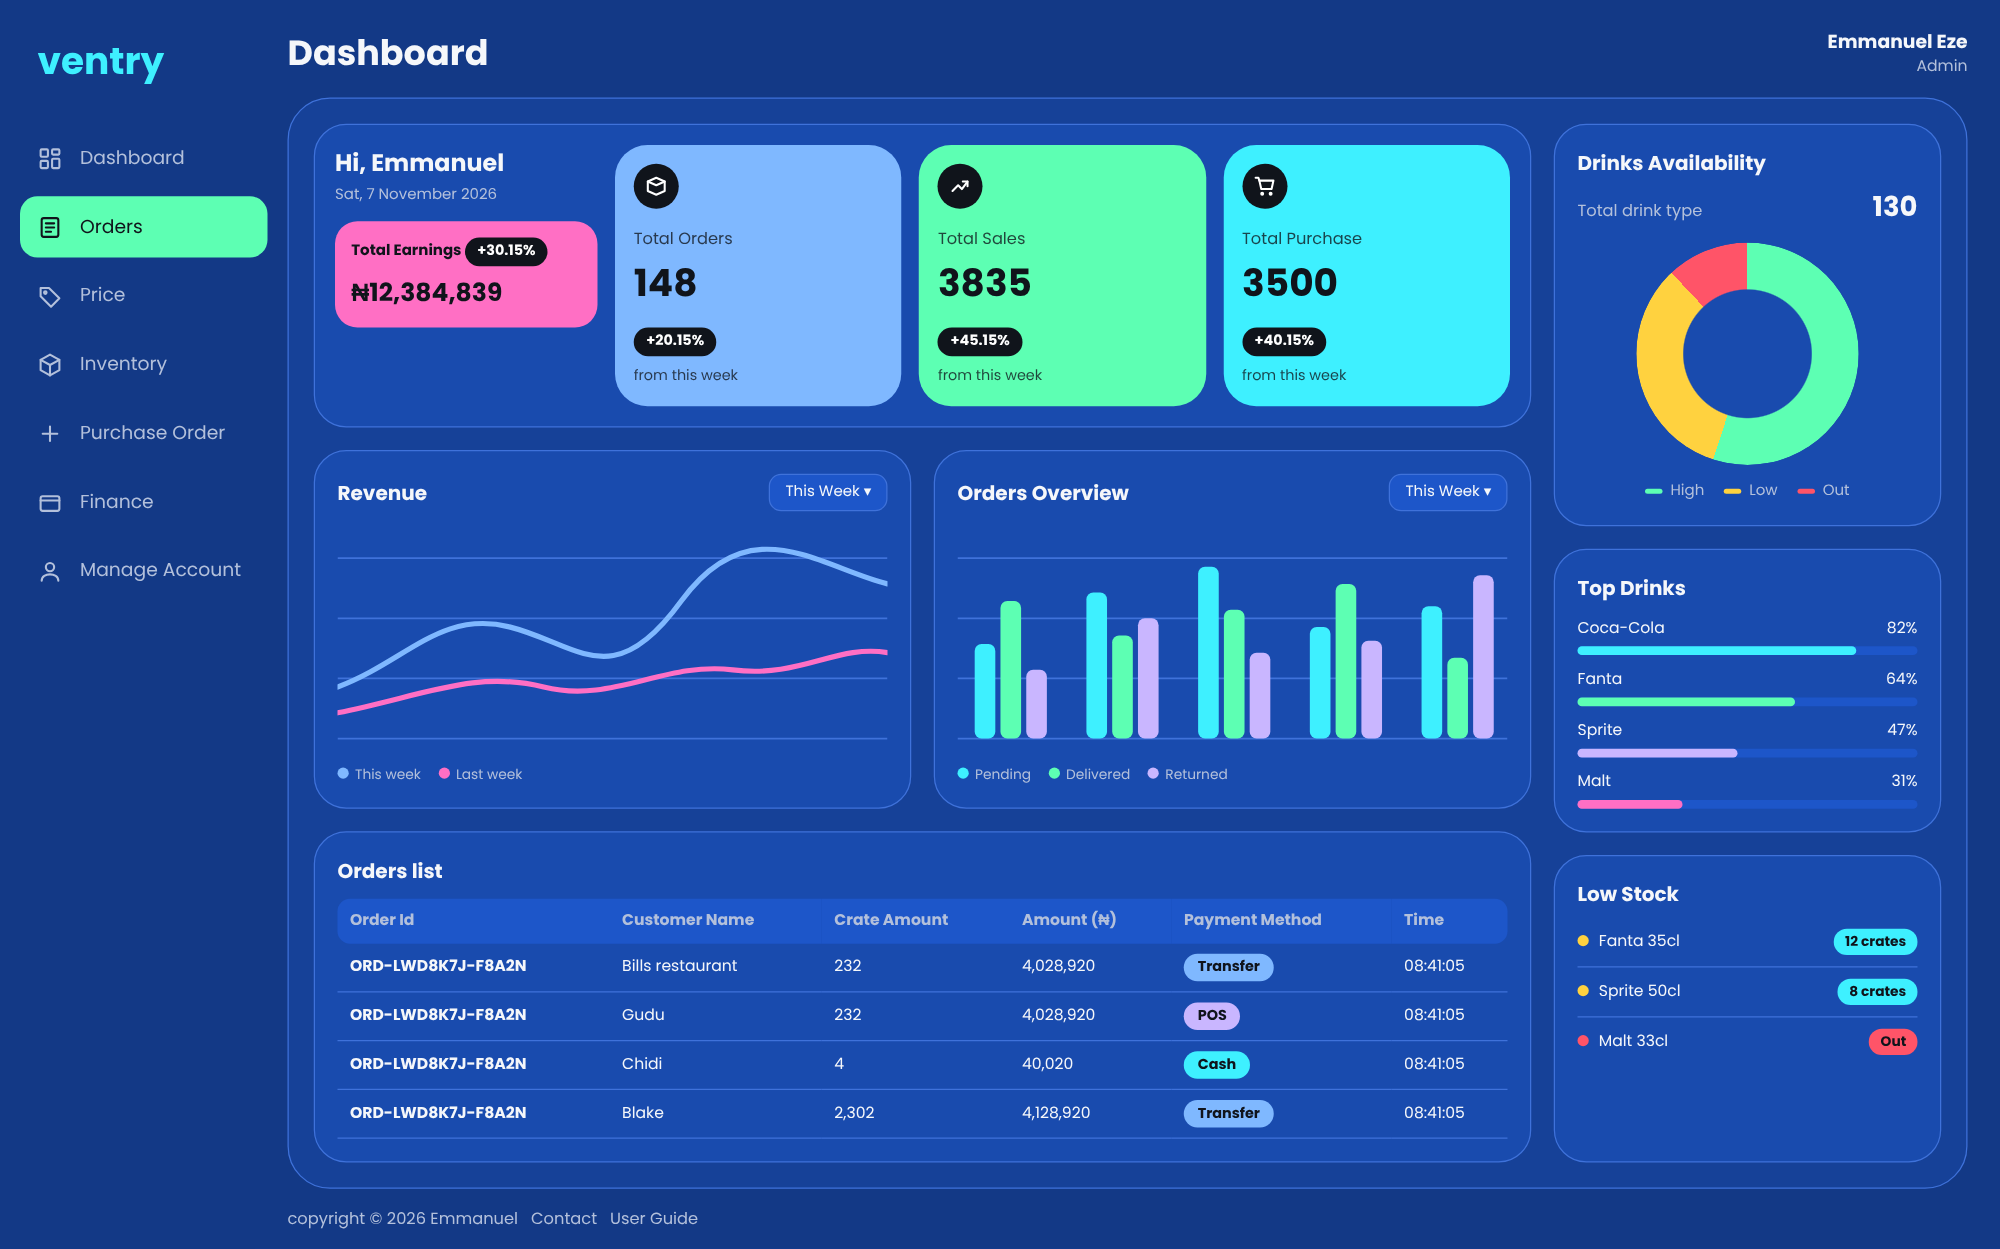 ventry
Dashboard
Orders
Price
Inventory
Purchase Order
Finance
Manage Account
Dashboard
Emmanuel Eze
Admin
Hi, Emmanuel
Sat, 7 November 2026
Total Earnings +30.15%
₦12,384,839
Total Orders
148
+20.15%
from this week
Total Sales
3835
+45.15%
from this week
Total Purchase
3500
+40.15%
from this week
Drinks Availability
Total drink type 130
High Low Out
Revenue
This Week ▾
This week Last week
Orders Overview
This Week ▾
Pending Delivered Returned
Top Drinks
Coca-Cola 82%
Fanta 64%
Sprite 47%
Malt 31%
Orders list
Order Id Customer Name Crate Amount Amount (₦) Payment Method Time
ORD-LWD8K7J-F8A2N Bills restaurant 232 4,028,920 Transfer 08:41:05
ORD-LWD8K7J-F8A2N Gudu 232 4,028,920 POS 08:41:05
ORD-LWD8K7J-F8A2N Chidi 4 40,020 Cash 08:41:05
ORD-LWD8K7J-F8A2N Blake 2,302 4,128,920 Transfer 08:41:05
Low Stock
Fanta 35cl 12 crates
Sprite 50cl 8 crates
Malt 33cl Out
copyright © 2026 Emmanuel Contact User Guide